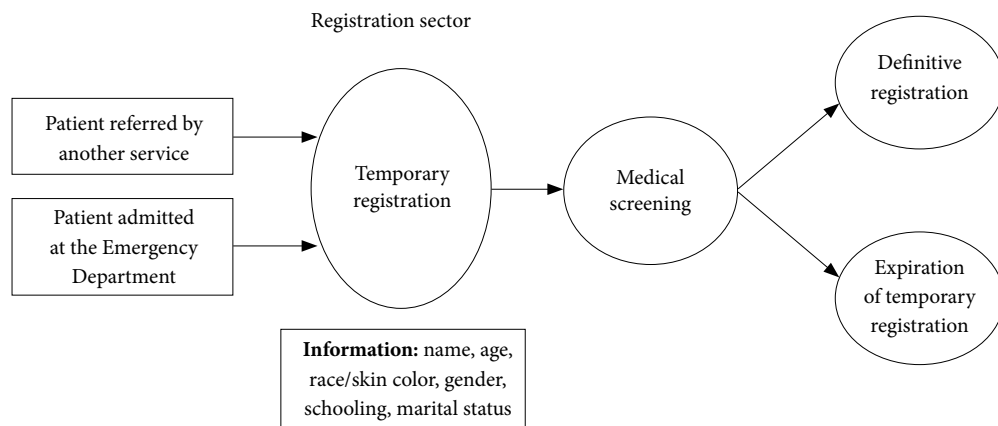 Registration sector
Patient referred by
another service
Patient admitted
at the Emergency
Department
Temporary
registration
Information: name, age,
race/skin color, gender,
schooling, marital status
Medical
screening
Definitive
registration
Expiration
of temporary
registration